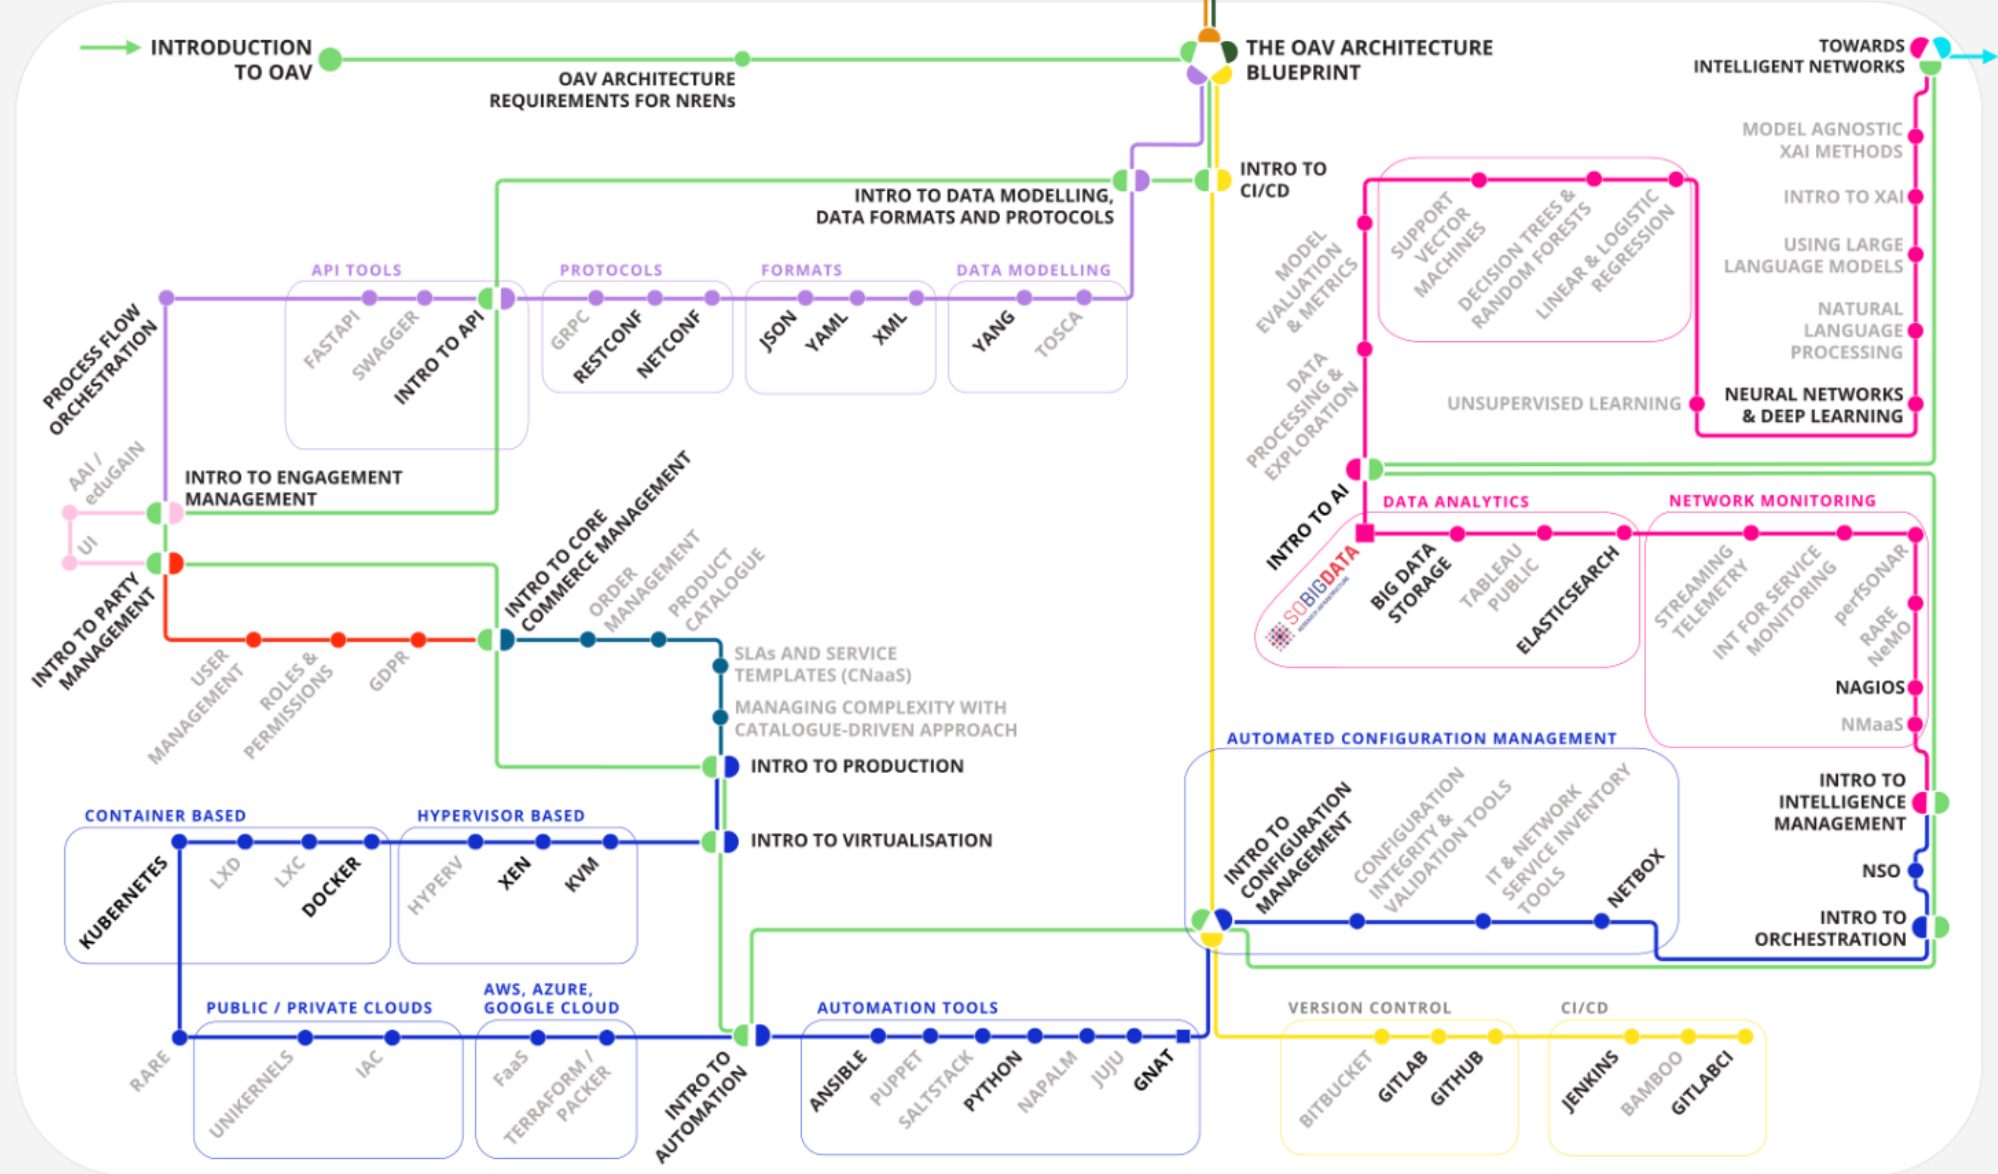 INTRODUCTION
TO OAV
OAV ARCHITECTURE
REQUIREMENTS FOR NRENs
THE OAV ARCHITECTURE
BLUEPRINT
TOWARDS
INTELLIGENT NETWORKS
MODEL AGNOSTIC
XAI METHODS
INTRO TO XAI
USING LARGE
LANGUAGE MODELS
NATURAL
LANGUAGE
PROCESSING
NEURAL NETWORKS
& DEEP LEARNING
UNSUPERVISED LEARNING
INTRO TO
CI/CD
INTRO TO DATA MODELLING,
DATA FORMATS AND PROTOCOLS
SUPPORT
VECTOR
MACHINES
DECISION TREES &
RANDOM FORESTS
LINEAR & LOGISTIC
REGRESSION
MODEL
EVALUATION
& METRICS
DATA
PROCESSING &
EXPLORATION
API TOOLS
PROTOCOLS
FORMATS
DATA MODELLING
PROCESS FLOW
ORCHESTRATION
FASTAPI
SWAGGER
INTRO TO API
GRPC
RESTCONF
NETCONF
JSON
YAML
XML
YANG
TOSCA
AAI /
eduGAIN
UI
INTRO TO ENGAGEMENT
MANAGEMENT
INTRO TO PARTY
MANAGEMENT
USER
MANAGEMENT
ROLES &
PERMISSIONS
GDPR
INTRO TO CORE
COMMERCE MANAGEMENT
ORDER
MANAGEMENT
PRODUCT
CATALOGUE
SLAs AND SERVICE
TEMPLATES (CNaaS)
MANAGING COMPLEXITY WITH
CATALOGUE-DRIVEN APPROACH
INTRO TO PRODUCTION
INTRO TO VIRTUALISATION
INTRO TO AI
DATA ANALYTICS
NETWORK MONITORING
SOBIGDATA
BIG DATA
STORAGE
TABLEAU
PUBLIC
ELASTICSEARCH
STREAMING
TELEMETRY
INT FOR SERVICE
MONITORING
perfSONAR
RARE
NeMO
NAGIOS
NMaaS
INTRO TO
INTELLIGENCE
MANAGEMENT
NSO
INTRO TO
ORCHESTRATION
AUTOMATED CONFIGURATION MANAGEMENT
INTRO TO
CONFIGURATION
MANAGEMENT
CONFIGURATION
INTEGRITY &
VALIDATION TOOLS
IT & NETWORK
SERVICE INVENTORY
TOOLS
NETBOX
CONTAINER BASED
HYPERVISOR BASED
KUBERNETES
LXD
LXC
DOCKER
HYPERV
XEN
KVM
PUBLIC / PRIVATE CLOUDS
AWS, AZURE,
GOOGLE CLOUD
AUTOMATION TOOLS
VERSION CONTROL
CI/CD
RARE
UNIKERNELS
IAC
FaaS
TERRAFORM /
PACKER
INTRO TO
AUTOMATION
ANSIBLE
PUPPET
SALTSTACK
PYTHON
NAPALM
JUJU
GNAT
BITBUCKET
GITLAB
GITHUB
JENKINS
BAMBOO
GITLABCI